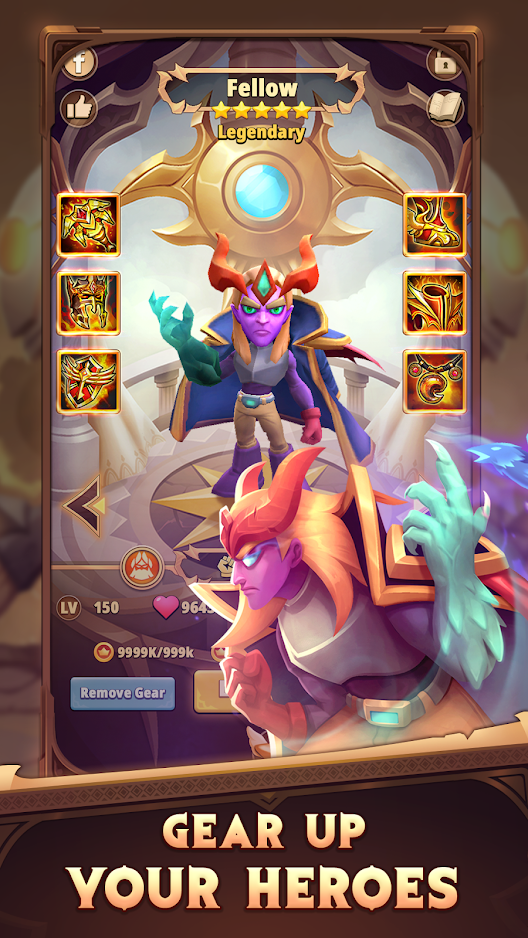 Fellow
Legendary
LV 150
9999K/999k
Remove Gear
GEAR UP
YOUR HEROES